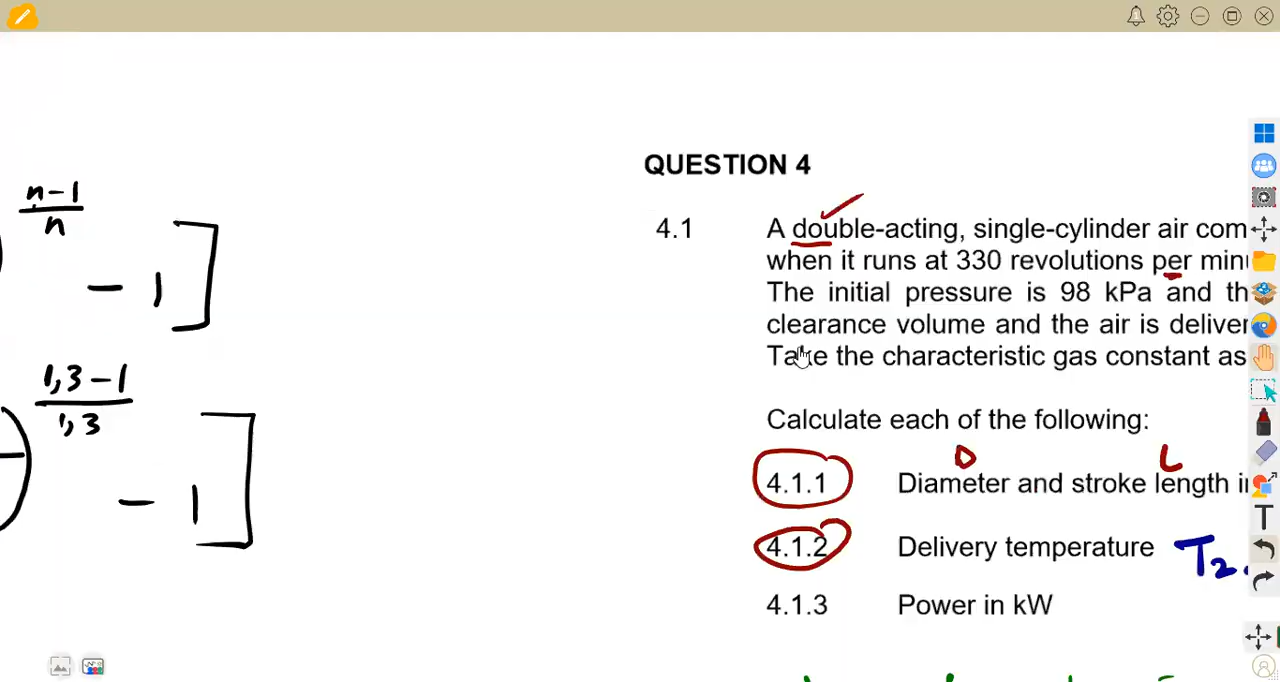 n-1
n
- 1 ]
1,3-1
1,3
- 1 ]
QUESTION 4
4.1 A double-acting, single-cylinder air com
when it runs at 330 revolutions per min
The initial pressure is 98 kPa and th
clearance volume and the air is deliver
Take the characteristic gas constant as
Calculate each of the following:
D L
4.1.1 Diameter and stroke length in
4.1.2 Delivery temperature T2.
4.1.3 Power in kW
T